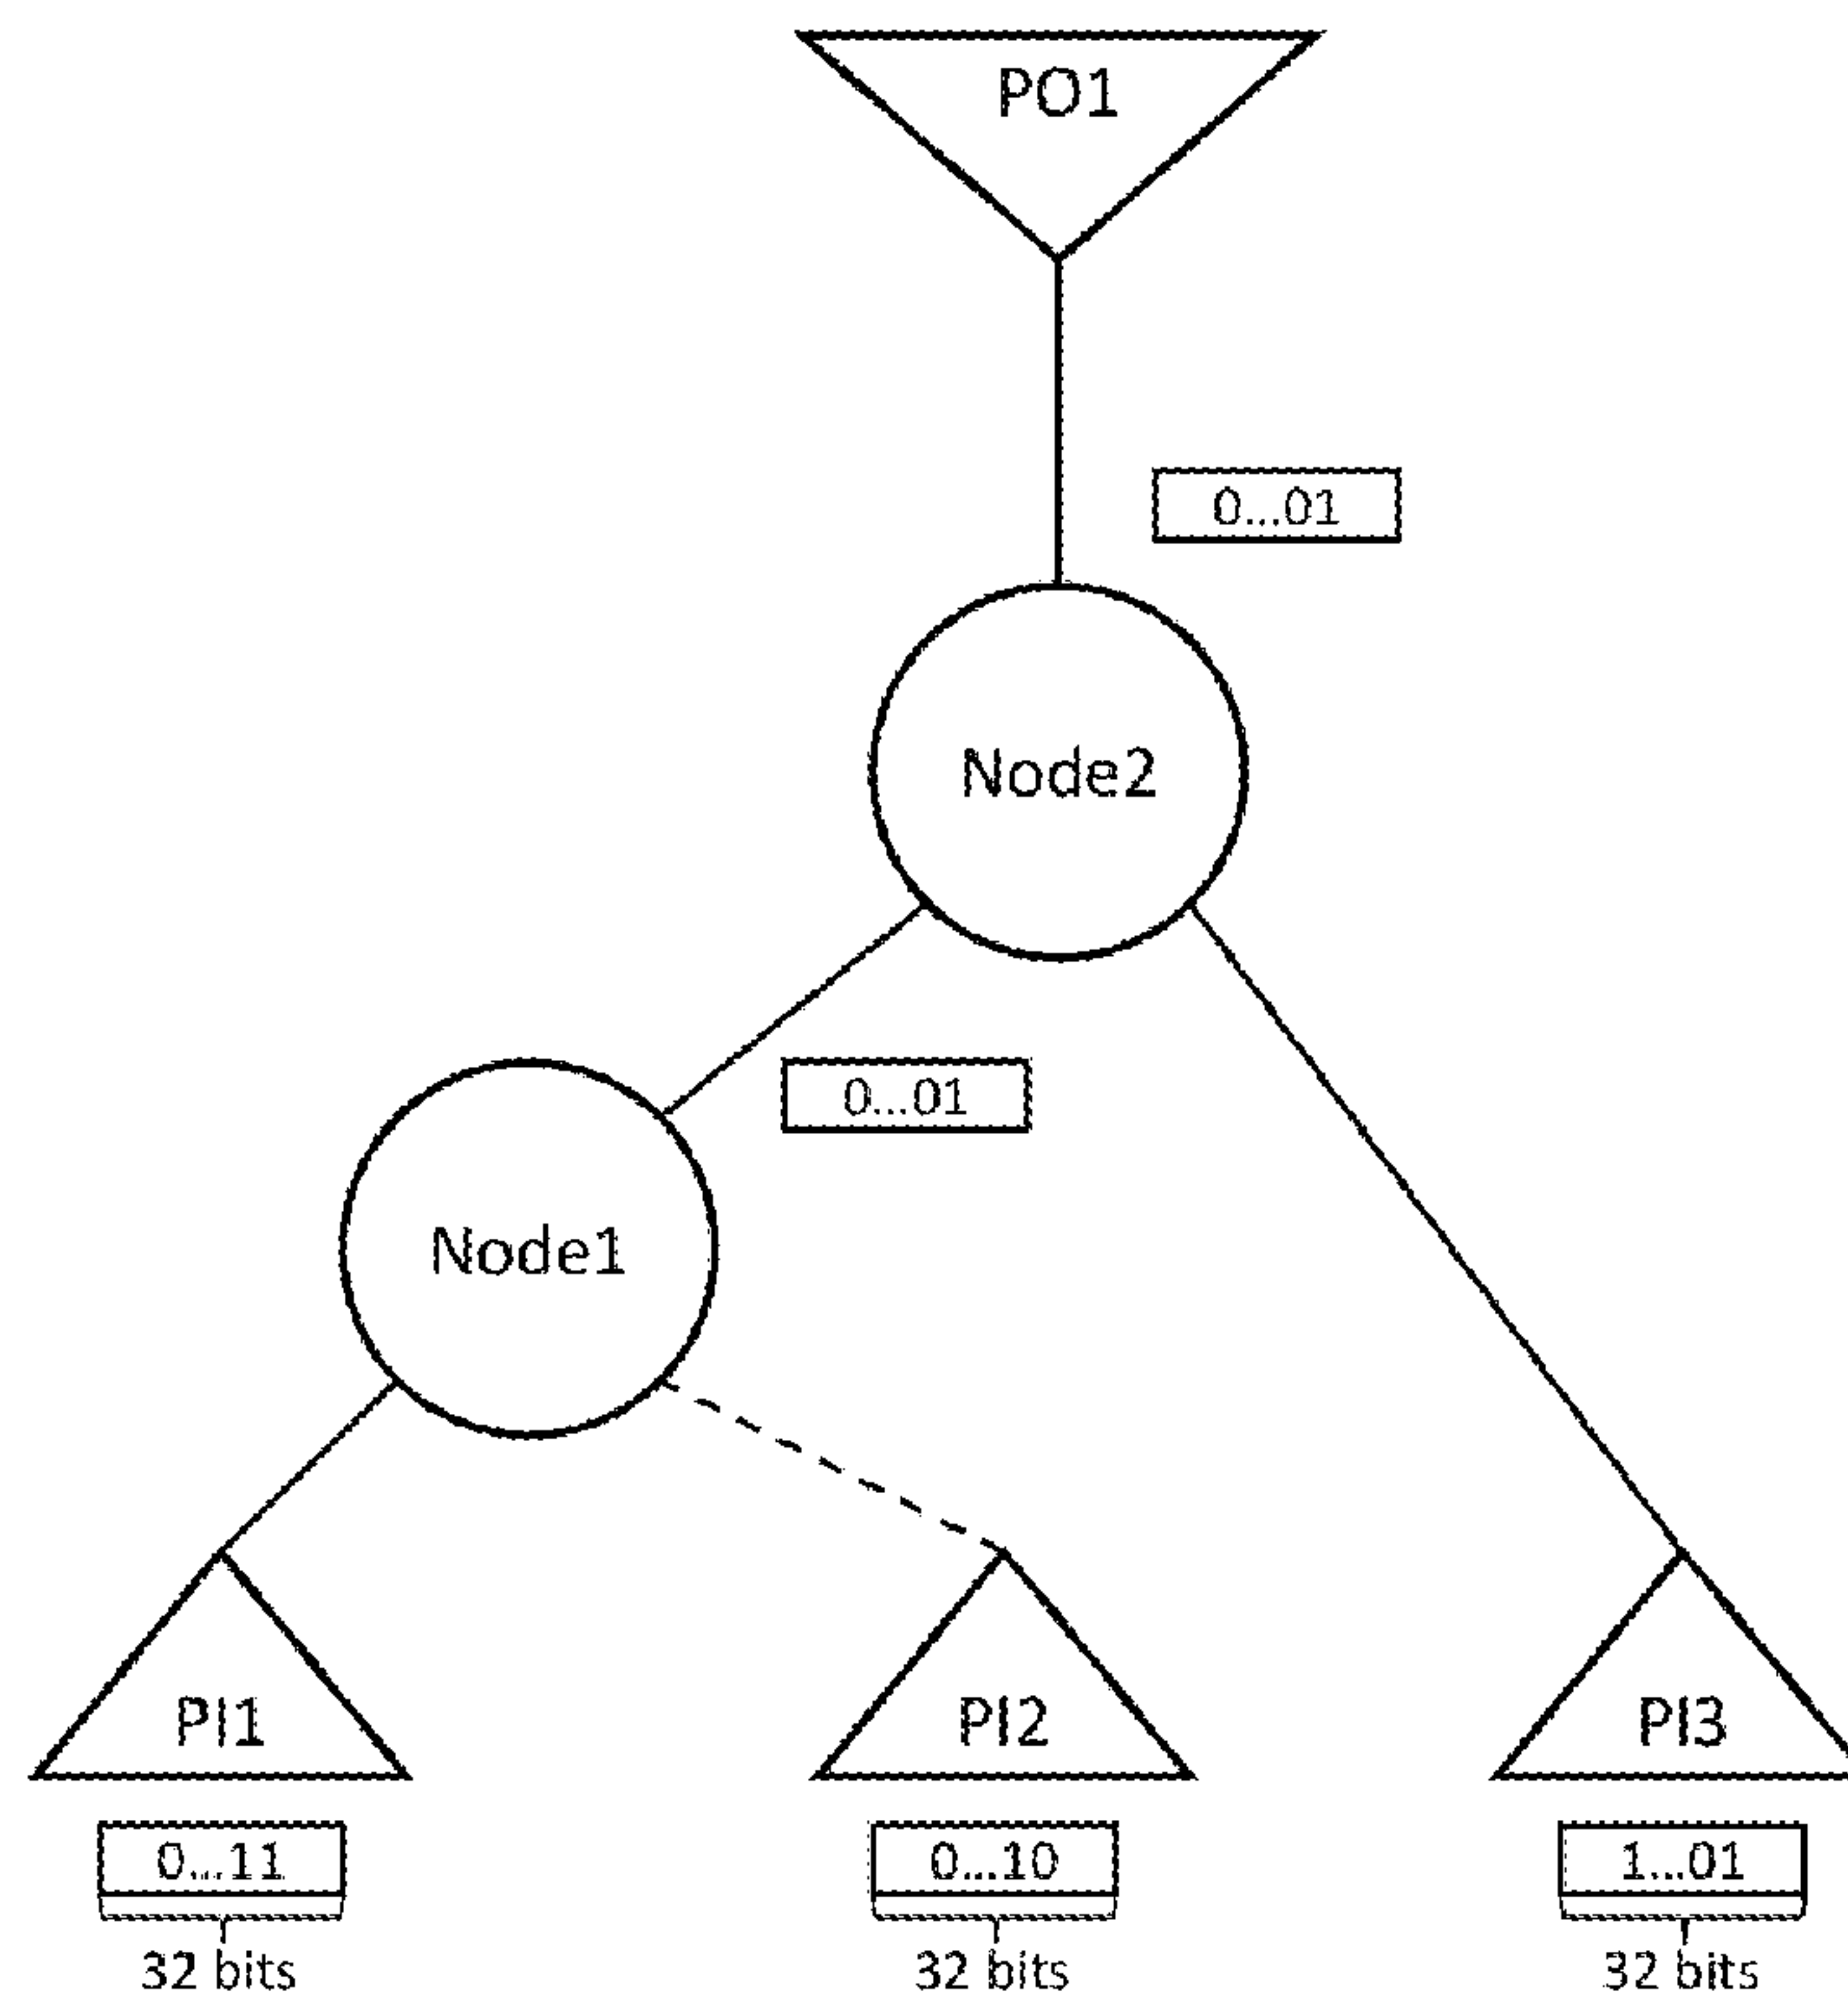 PO1
0...01
Node2
0...01
Node1
PI1
PI2
PI3
0...11
0...10
1...01
32 bits
32 bits
32 bits